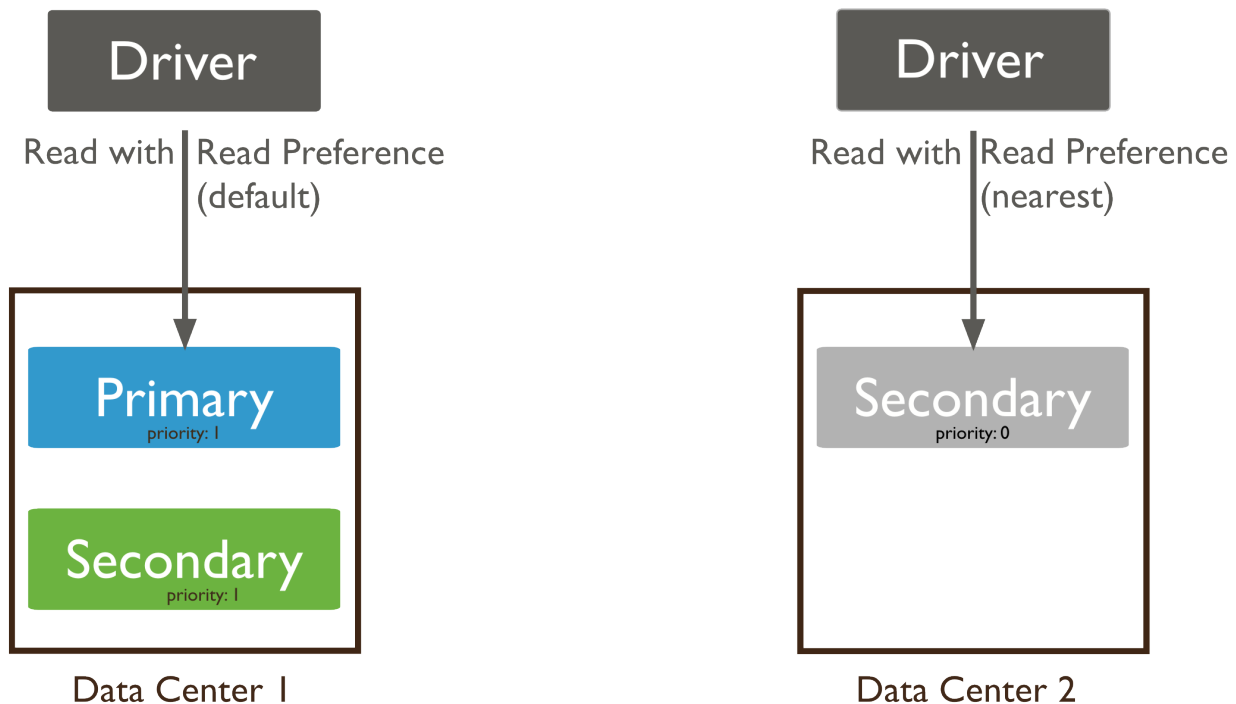 Driver
Read with Read Preference
(default)
Primary
priority: 1
Secondary
priority: 1
Data Center 1
Driver
Read with Read Preference
(nearest)
Secondary
priority: 0
Data Center 2